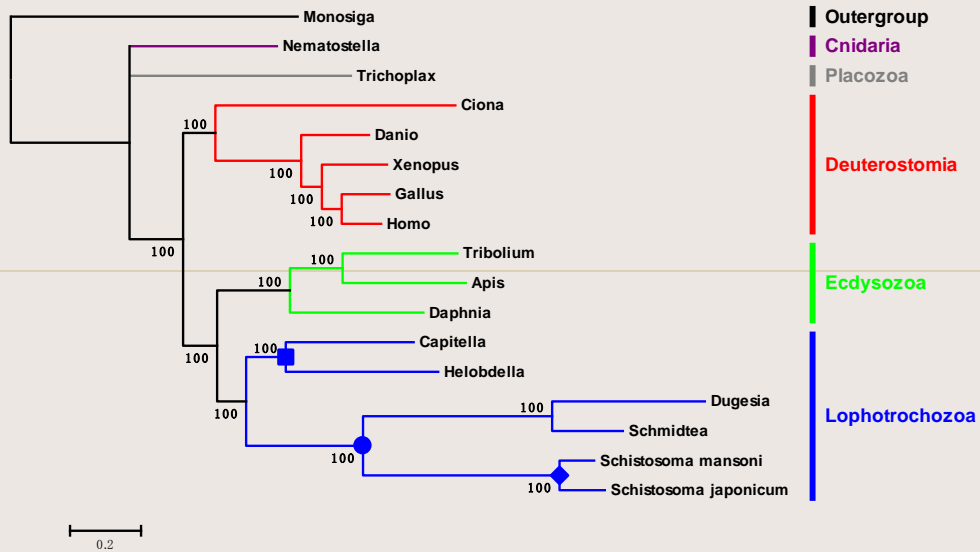 Monosiga Outergroup
Nematostella Cnidaria
Trichoplax Placozoa
Ciona
100
Danio
Xenopus Deuterostomia
100
Gallus
100
Homo
100
100
Tribolium
100
Apis Ecdysozoa
100
Daphnia
Capitella
100
100
Helobdella
Dugesia
100
100
Lophotrochozoa
Schmidtea
100
Schistosoma mansoni
100
Schistosoma japonicum
0.2